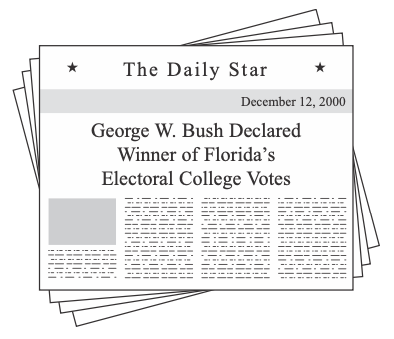 ★ The Daily Star ★
December 12, 2000
George W. Bush Declared
Winner of Florida’s
Electoral College Votes